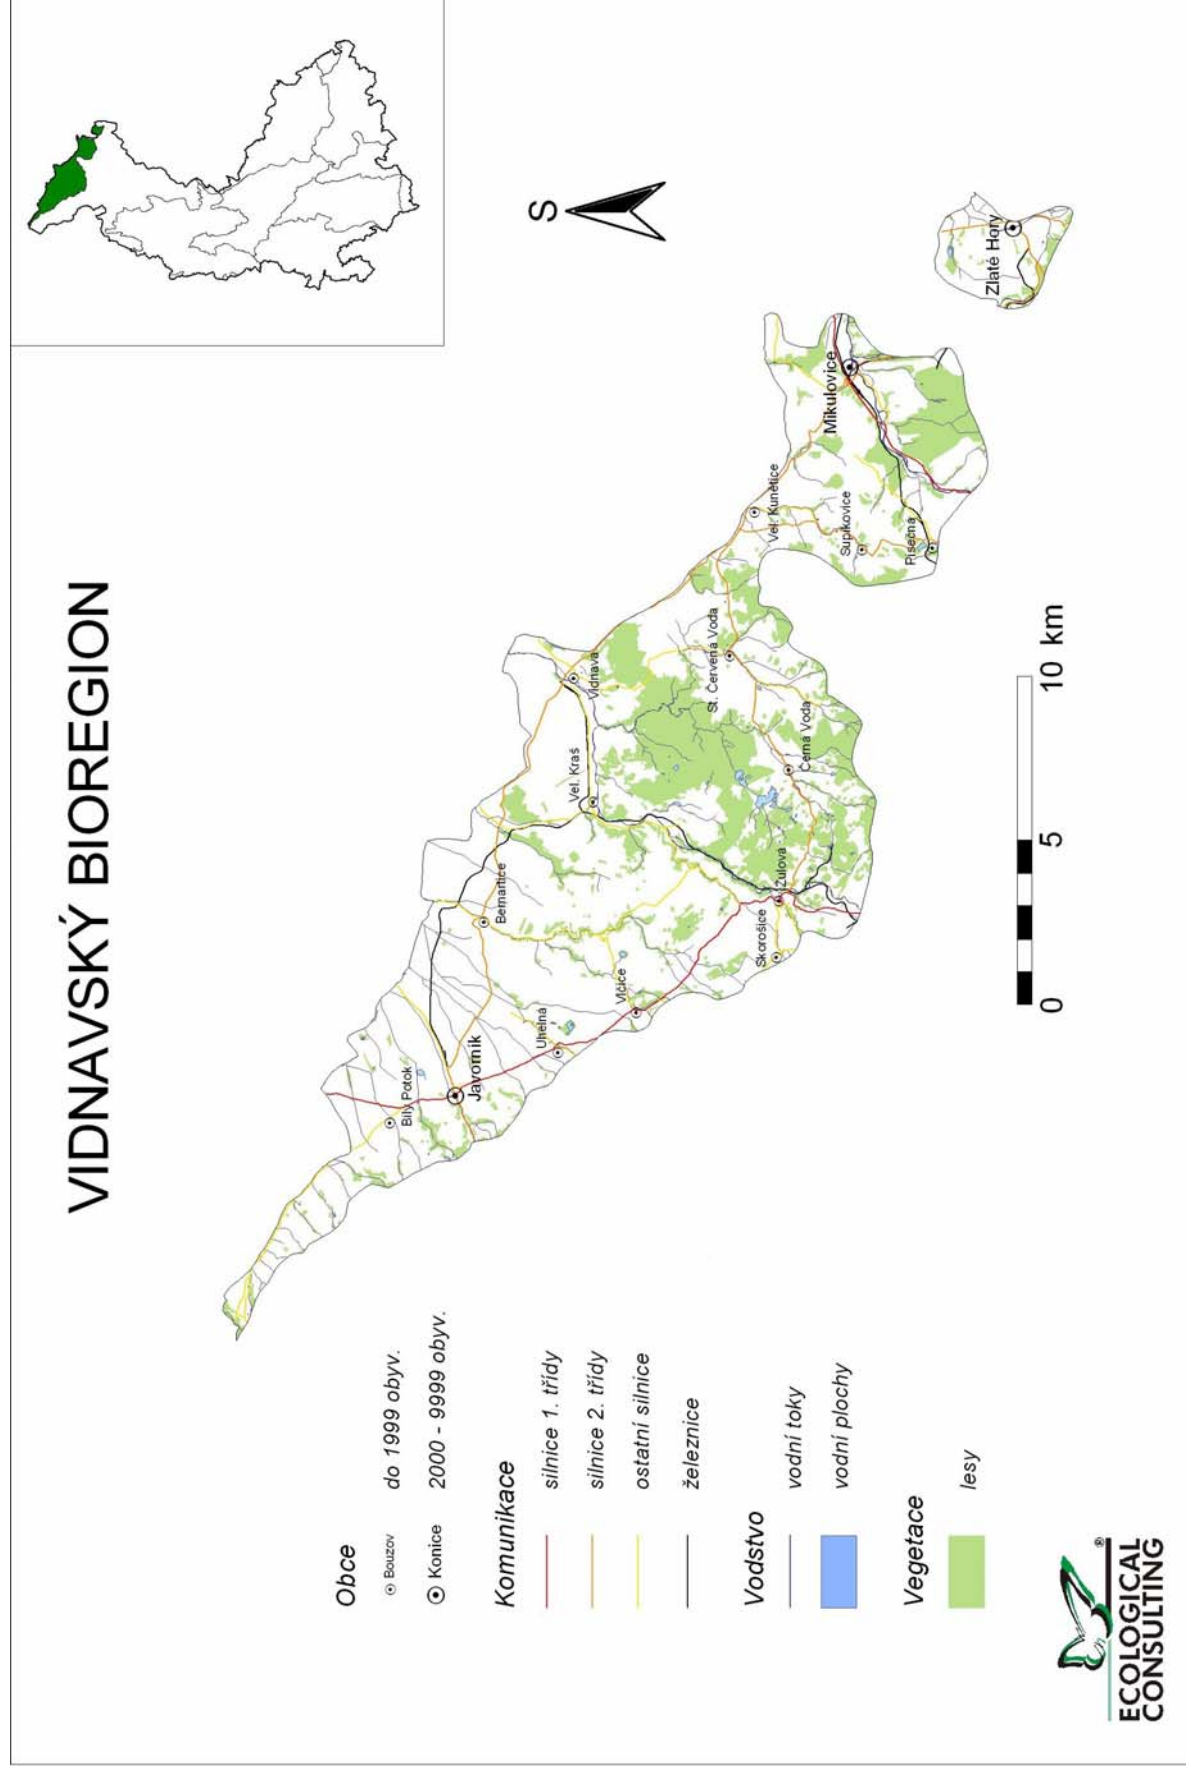 VIDNAVSKÝ BIOREGION
S
Bílý Potok
Javorník
Uhelná
Bernartice
Vlčice
Vel. Kraš
Vidnava
Skorošice
Žulová
Černá Voda
St. Červená Voda
Vel. Kunětice
Supíkovice
Písečná
Mikulovice
Zlaté Hory
0 5 10 km
Obce
Bouzov do 1999 obyv.
Konice 2000 - 9999 obyv.
Komunikace
silnice 1. třídy
silnice 2. třídy
ostatní silnice
železnice
Vodstvo
vodní toky
vodní plochy
Vegetace
lesy
®
ECOLOGICAL
CONSULTING